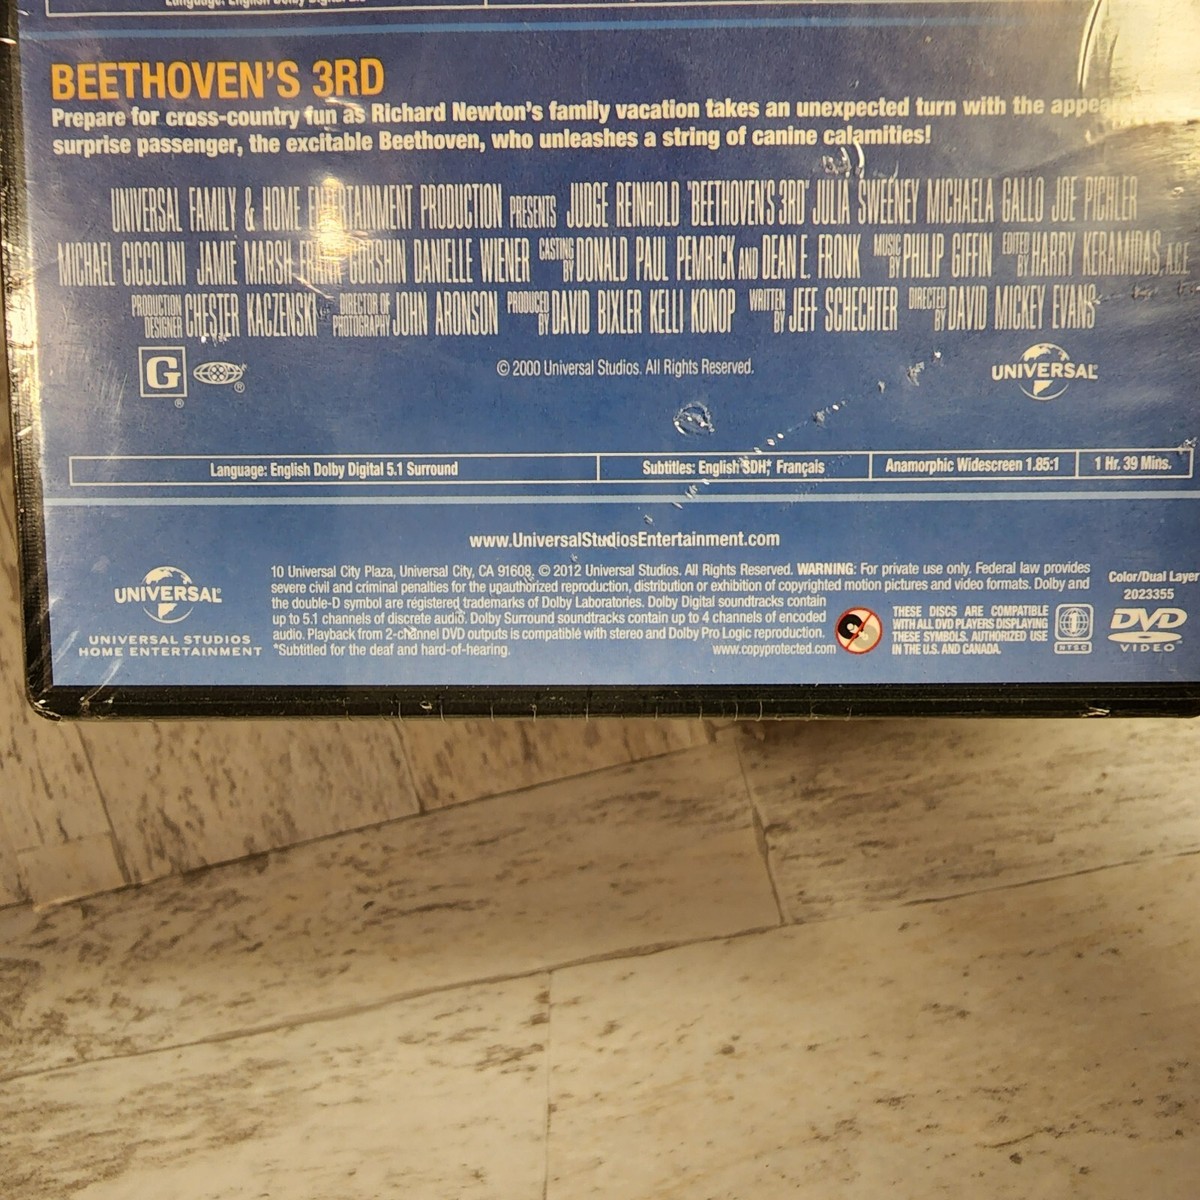 Language: English Dolby Digital
BEETHOVEN'S 3RD
Prepare for cross-country fun as Richard Newton's family vacation takes an unexpected turn with the
surprise passenger, the excitable Beethoven, who unleashes a string of canine calamities!
UNIVERSAL FAMILY & HOME ENTERTAINMENT PRODUCTION PRESENTS JUDGE REINHOLD "BEETHOVEN'S 3RD" JULIA SWEENEY MICHAELA GALLO JOE PICHLER
MICHAEL CICCOLINI JAMIE MARSH GORSHIN DANIELLE WIENER CASTING BY DONALD PAUL PEMRICK AND DEAN E. FRONK MUSIC BY PHILIP GIFFIN EDITED BY HARRY KERAMIDAS, A.C.E.
PRODUCTION DESIGNER CHESTER KACZENSKI DIRECTOR OF PHOTOGRAPHY JOHN ARONSON PRODUCED BY DAVID BIXLER KELLI KONOP WRITTEN BY JEFF SCHECHTER DIRECTED BY DAVID MICKEY EVANS
G ® ®
© 2000 Universal Studios. All Rights Reserved.
UNIVERSAL®
Language: English Dolby Digital 5.1 Surround Subtitles: English SDH*, Français Anamorphic Widescreen 1.85:1 1 Hr. 39 Mins.
www.UniversalStudiosEntertainment.com
UNIVERSAL®
UNIVERSAL STUDIOS
HOME ENTERTAINMENT
10 Universal City Plaza, Universal City, CA 91608. © 2012 Universal Studios. All Rights Reserved. WARNING: For private use only. Federal law provides
severe civil and criminal penalties for the unauthorized reproduction, distribution or exhibition of copyrighted motion pictures and video formats. Dolby and
the double-D symbol are registered trademarks of Dolby Laboratories. Dolby Digital soundtracks contain
up to 5.1 channels of discrete audio. Dolby Surround soundtracks contain up to 4 channels of encoded
audio. Playback from 2-channel DVD outputs is compatible with stereo and Dolby Pro Logic reproduction.
*Subtitled for the deaf and hard-of-hearing.
www.copyprotected.com
THESE DISCS ARE COMPATIBLE
WITH ALL DVD PLAYERS DISPLAYING
THESE SYMBOLS. AUTHORIZED USE
IN THE U.S. AND CANADA.
1
NTSC
Color/Dual Layer
2023355
DVD
VIDEO™